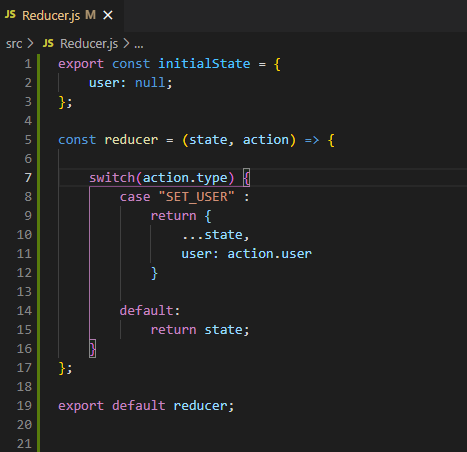 JS Reducer.js M ×
src > JS Reducer.js > ...
1 export const initialState = {
2     user: null;
3 };
4
5 const reducer = (state, action) => {
6
7     switch(action.type) {
8         case "SET_USER" :
9             return {
10                 ...state,
11                 user: action.user
12             }
13
14         default:
15             return state;
16     }
17 };
18
19 export default reducer;
20
21